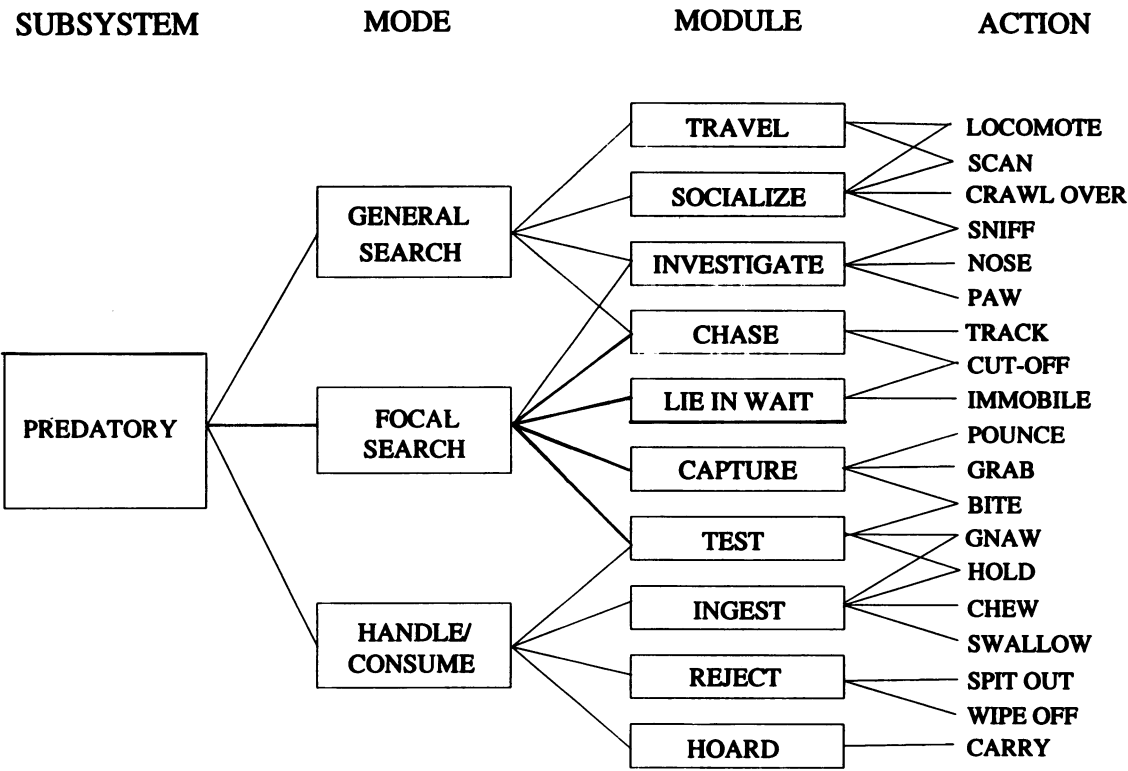 SUBSYSTEM
MODE
MODULE
ACTION
PREDATORY
GENERAL
SEARCH
FOCAL
SEARCH
HANDLE/
CONSUME
TRAVEL
SOCIALIZE
INVESTIGATE
CHASE
LIE IN WAIT
CAPTURE
TEST
INGEST
REJECT
HOARD
LOCOMOTE
SCAN
CRAWL OVER
SNIFF
NOSE
PAW
TRACK
CUT-OFF
IMMOBILE
POUNCE
GRAB
BITE
GNAW
HOLD
CHEW
SWALLOW
SPIT OUT
WIPE OFF
CARRY